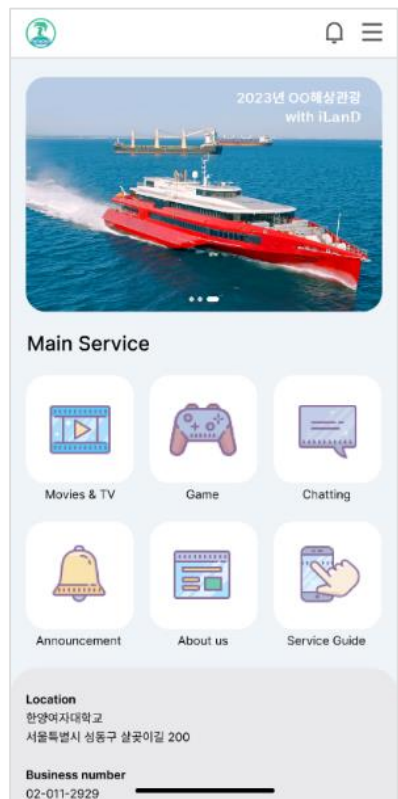 2023년 OO해상관광
with iLanD
Main Service
Movies & TV
Game
Chatting
Announcement
About us
Service Guide
Location
한양여자대학교
서울특별시 성동구 살곶이길 200
Business number
02-011-2929